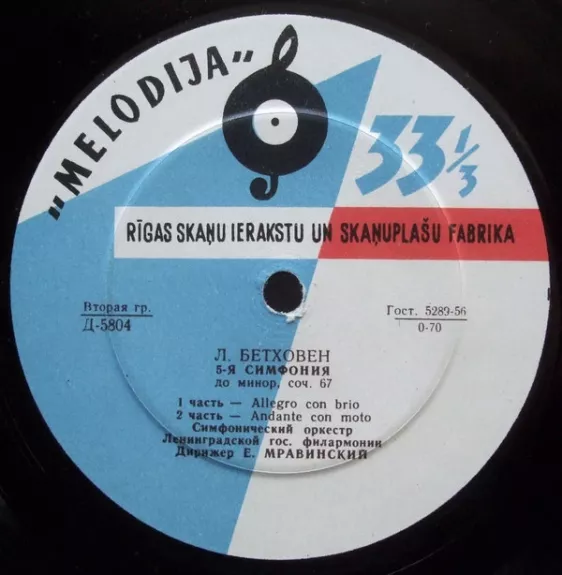 „MELODIJA"
33 1/3
RĪGAS SKAŅU IERAKSTU UN SKAŅUPLAŠU FABRIKA
Вторая гр.
Д-5804
Гост. 5289-56
0-70
Л. БЕТХОВЕН
5-Я СИМФОНИЯ
до минор, соч. 67
1 часть — Allegro con brio
2 часть — Andante con moto
Симфонический оркестр
Ленинградской гос. филармонии
Дирижер Е. МРАВИНСКИЙ